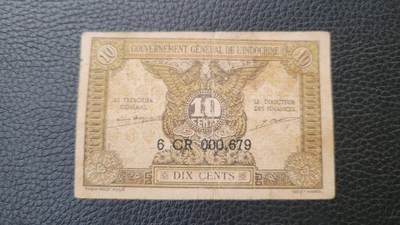 GOUVERNEMENT GÉNÉRAL DE L'INDOCHINE
10 10
LE TRÉSORIER
GÉNÉRAL
LE DIRECTEUR
DES FINANCES
10
CENTS
6 CR 000,679
DIX CENTS